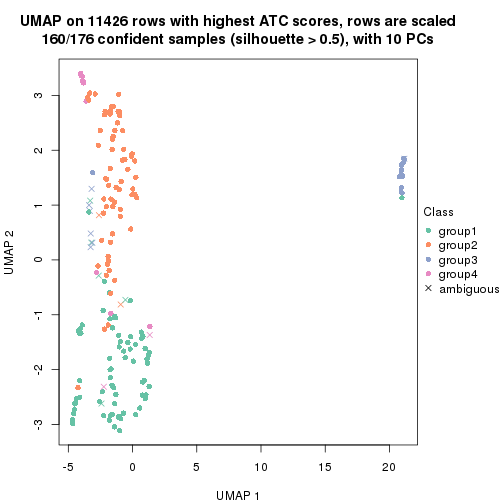 UMAP on 11426 rows with highest ATC scores, rows are scaled
160/176 confident samples (silhouette > 0.5), with 10 PCs
3
2
1
0
-1
-2
-3
UMAP 2
-5
0
5
10
15
20
UMAP 1
Class
group1
group2
group3
group4
ambiguous